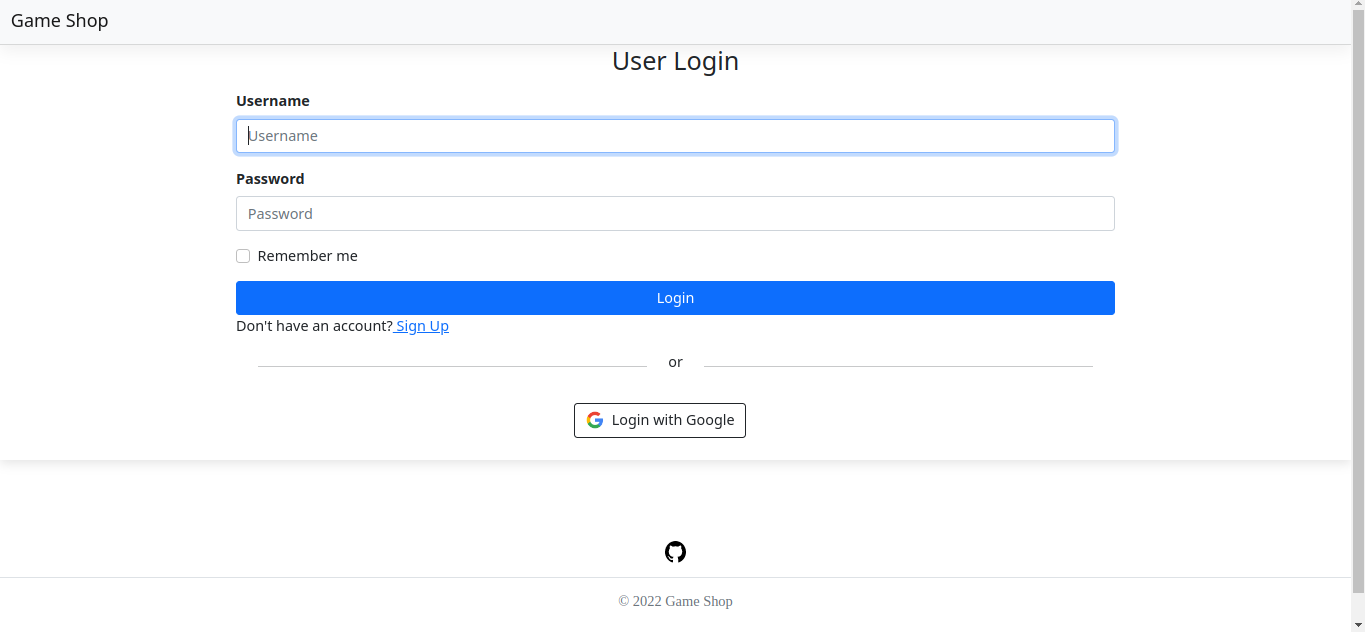 Game Shop
User Login
Username
Username
Password
Password
Remember me
Login
Don't have an account? Sign Up
or
Login with Google
© 2022 Game Shop